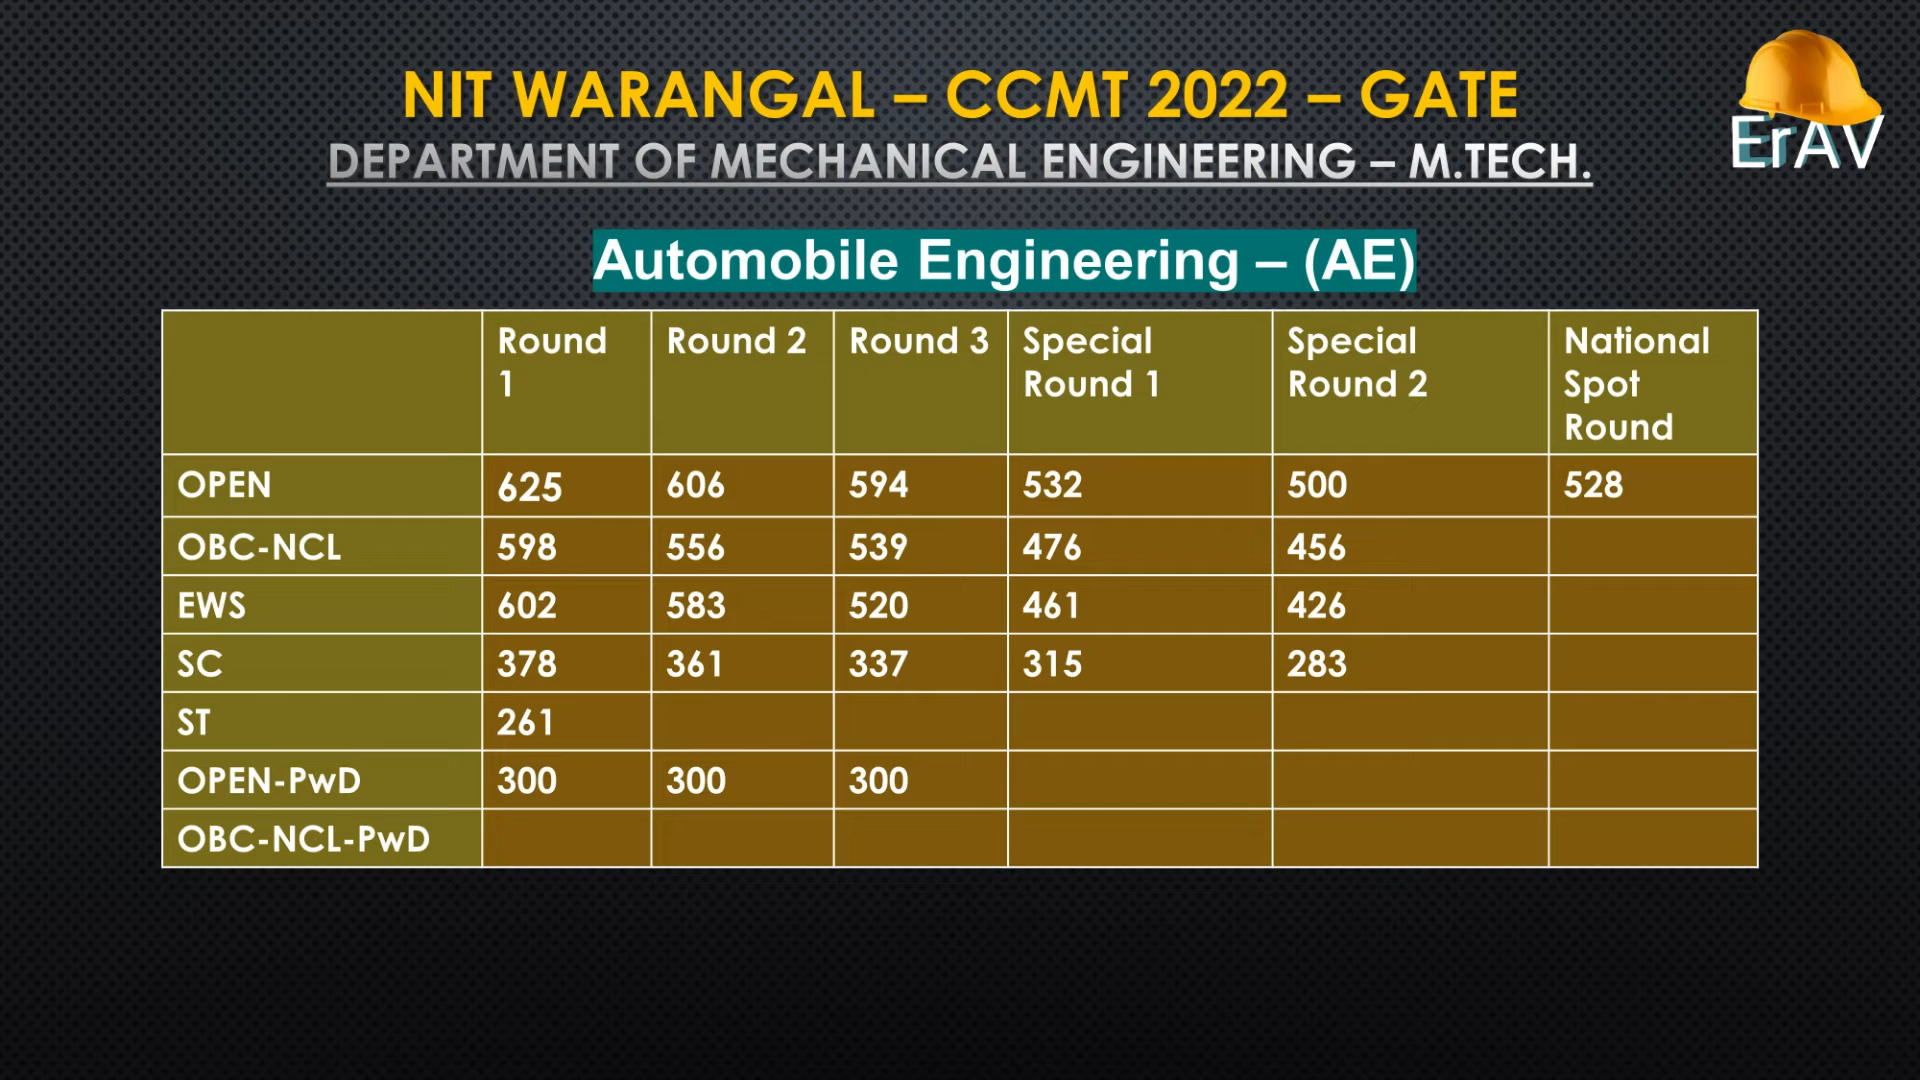 NIT WARANGAL – CCMT 2022 – GATE
DEPARTMENT OF MECHANICAL ENGINEERING – M.TECH.
ErAV
Automobile Engineering – (AE)
Round 1 Round 2 Round 3 Special Round 1 Special Round 2 National Spot Round
OPEN 625 606 594 532 500 528
OBC-NCL 598 556 539 476 456
EWS 602 583 520 461 426
SC 378 361 337 315 283
ST 261
OPEN-PwD 300 300 300
OBC-NCL-PwD